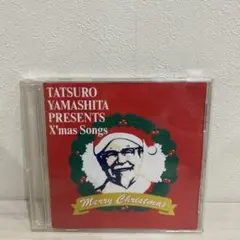 TATSURO
YAMASHITA
PRESENTS
X'mas Songs
Merry Christmas